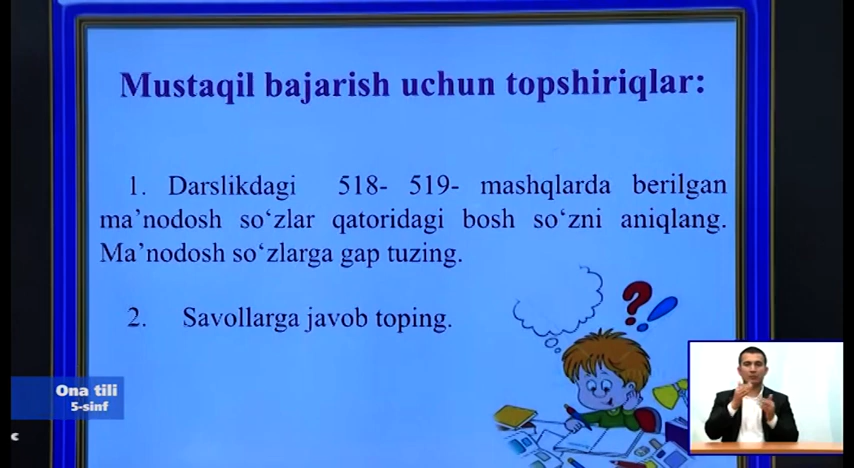 Mustaqil bajarish uchun topshiriqlar:
1. Darslikdagi 518- 519- mashqlarda berilgan
ma’nodosh so‘zlar qatoridagi bosh so‘zni aniqlang.
Ma’nodosh so‘zlarga gap tuzing.
2. Savollarga javob toping.
Ona tili
5-sinf
c